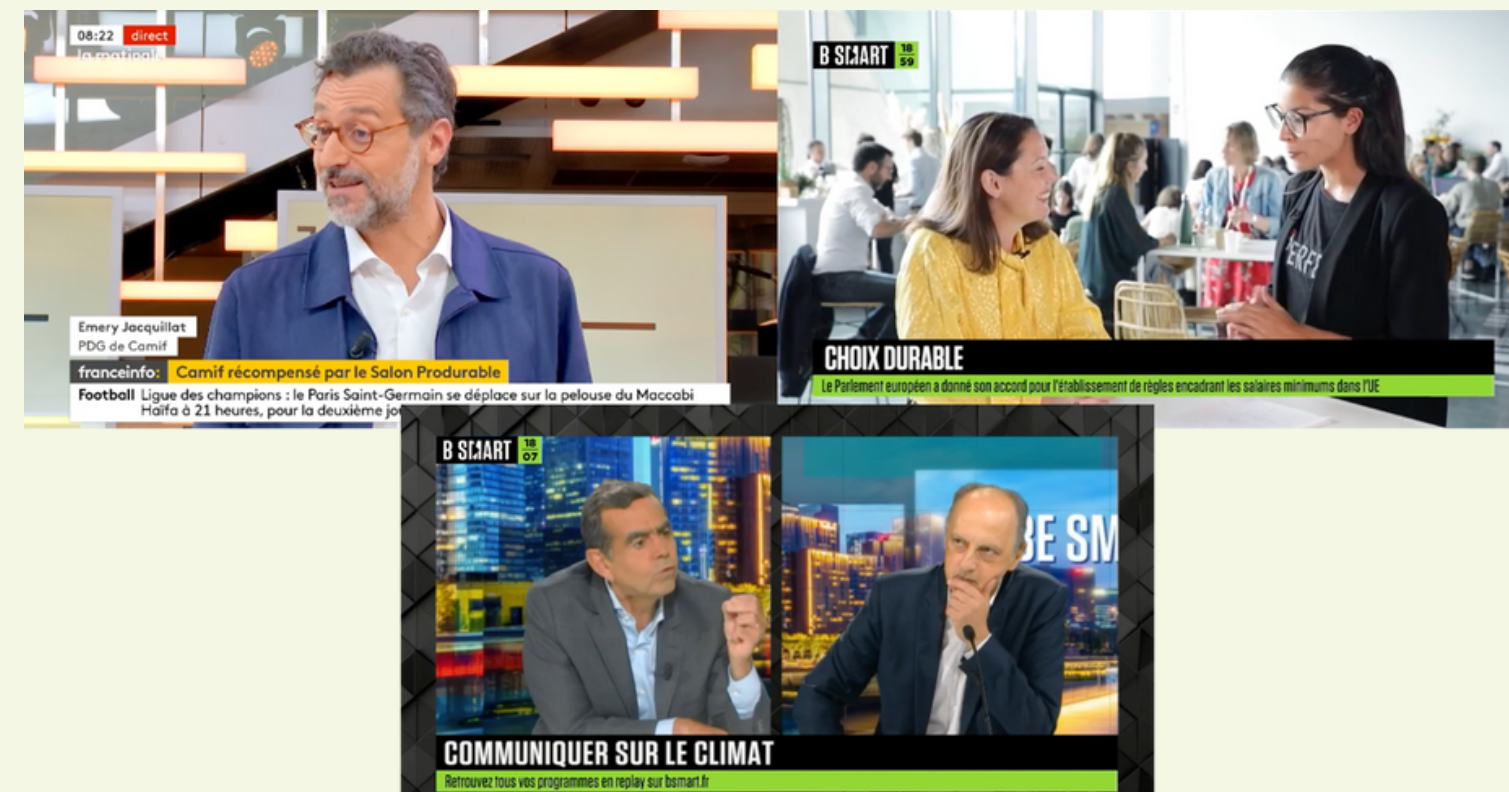 08:22 direct
la matinale
Emery Jacquillat
PDG de Camif
franceinfo: Camif récompensé par le Salon Produrable
Football Ligue des champions : le Paris Saint-Germain se déplace sur la pelouse du Maccabi
Haïfa à 21 heures, pour la deuxième jou
B SMART 18
59
CHOIX DURABLE
Le Parlement européen a donné son accord pour l'établissement de règles encadrant les salaires minimums dans l'UE
B SMART 18
07
BE SM
COMMUNIQUER SUR LE CLIMAT
Retrouvez tous vos programmes en replay sur bsmart.fr